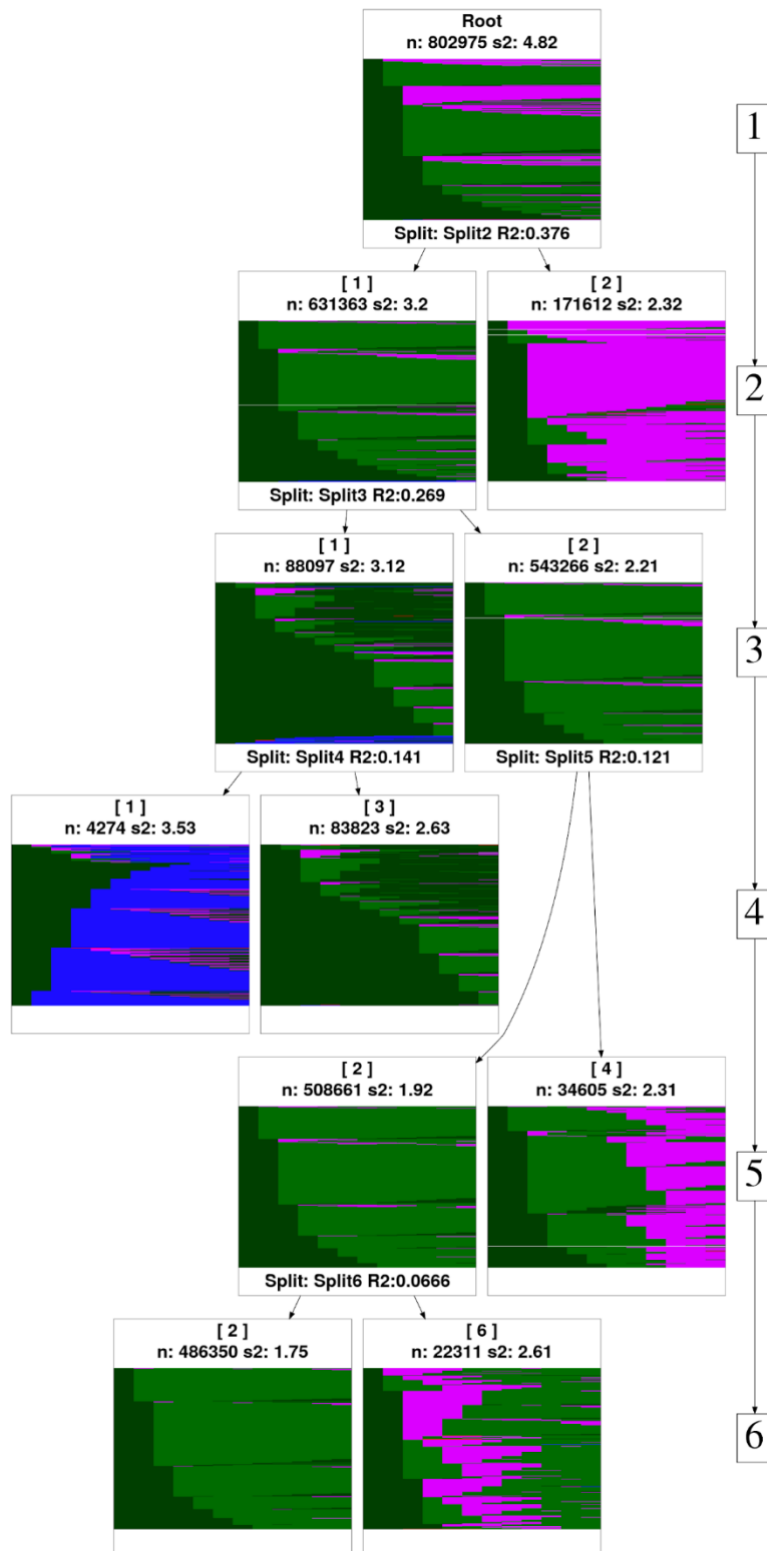 Root
n: 802975 s2: 4.82
Split: Split2 R2:0.376
1
[ 1 ]
n: 631363 s2: 3.2
Split: Split3 R2:0.269
[ 2 ]
n: 171612 s2: 2.32
2
[ 1 ]
n: 88097 s2: 3.12
Split: Split4 R2:0.141
[ 2 ]
n: 543266 s2: 2.21
Split: Split5 R2:0.121
3
[ 1 ]
n: 4274 s2: 3.53
[ 3 ]
n: 83823 s2: 2.63
4
[ 2 ]
n: 508661 s2: 1.92
Split: Split6 R2:0.0666
[ 4 ]
n: 34605 s2: 2.31
5
[ 2 ]
n: 486350 s2: 1.75
[ 6 ]
n: 22311 s2: 2.61
6